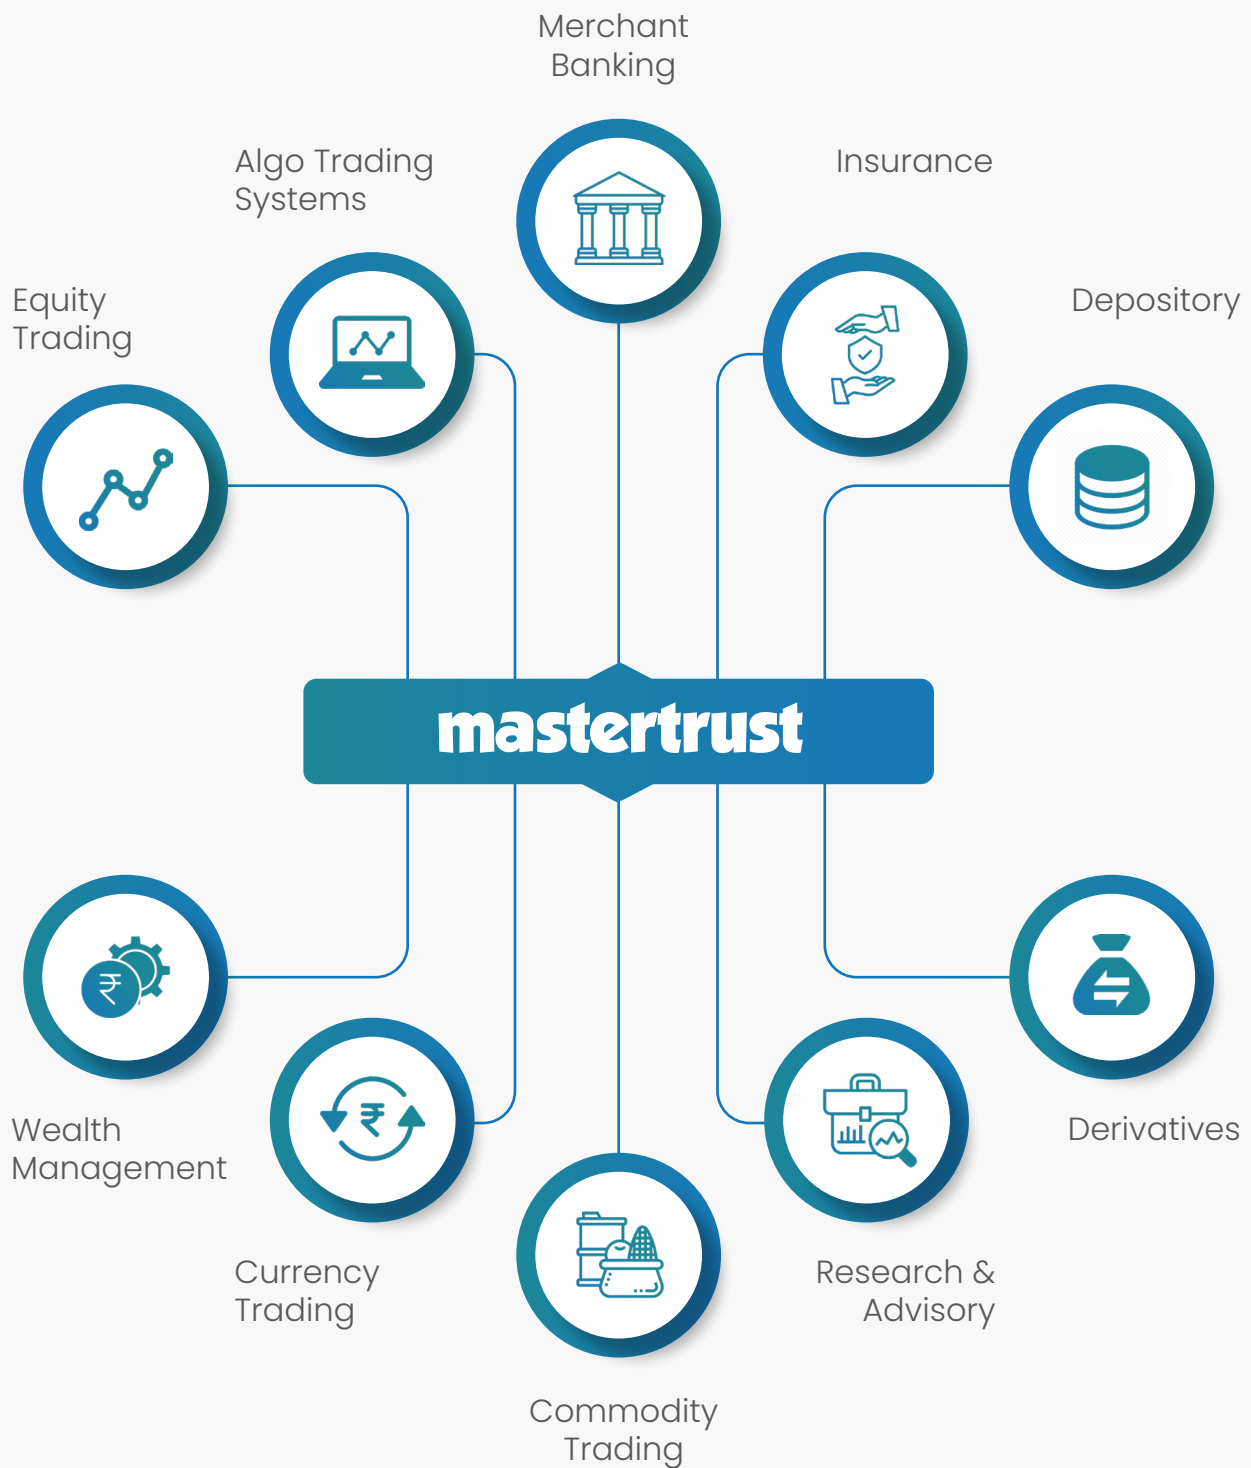 Merchant
Banking
Algo Trading
Systems
Insurance
Equity
Trading
Depository
mastertrust
₹
₹
Wealth
Management
Derivatives
Currency
Trading
Research &
Advisory
Commodity
Trading